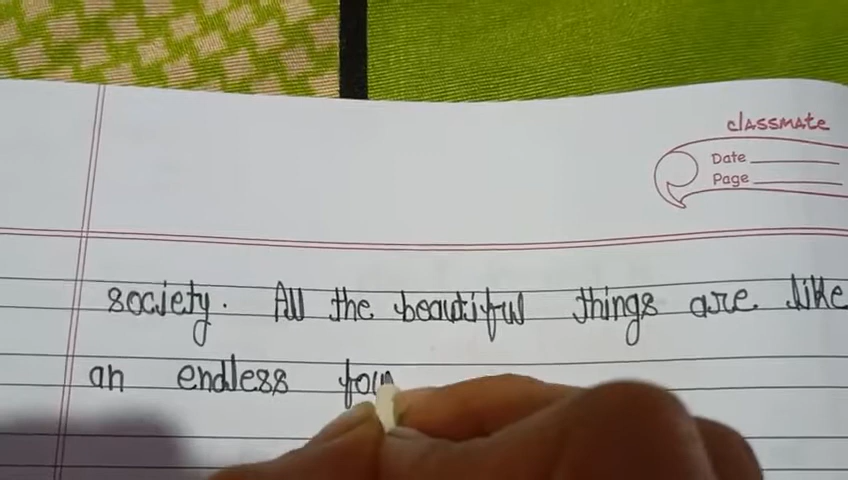 classmate
Date
Page
society. All the beautiful things are like
an endless fou